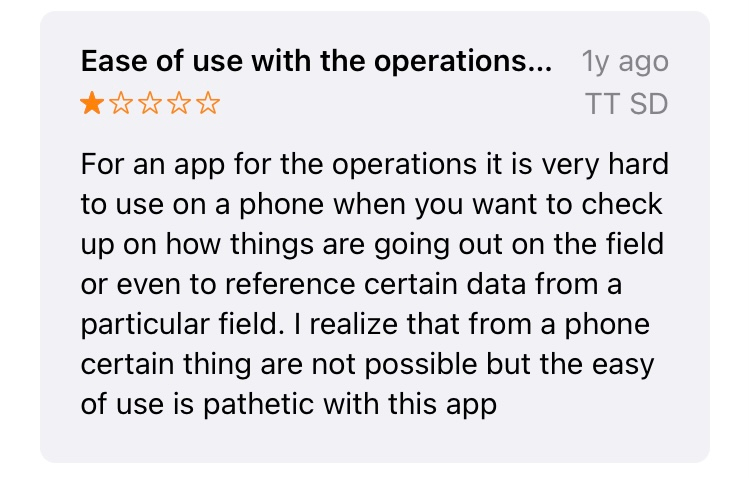 Ease of use with the operations... 1y ago
TT SD
For an app for the operations it is very hard
to use on a phone when you want to check
up on how things are going out on the field
or even to reference certain data from a
particular field. I realize that from a phone
certain thing are not possible but the easy
of use is pathetic with this app